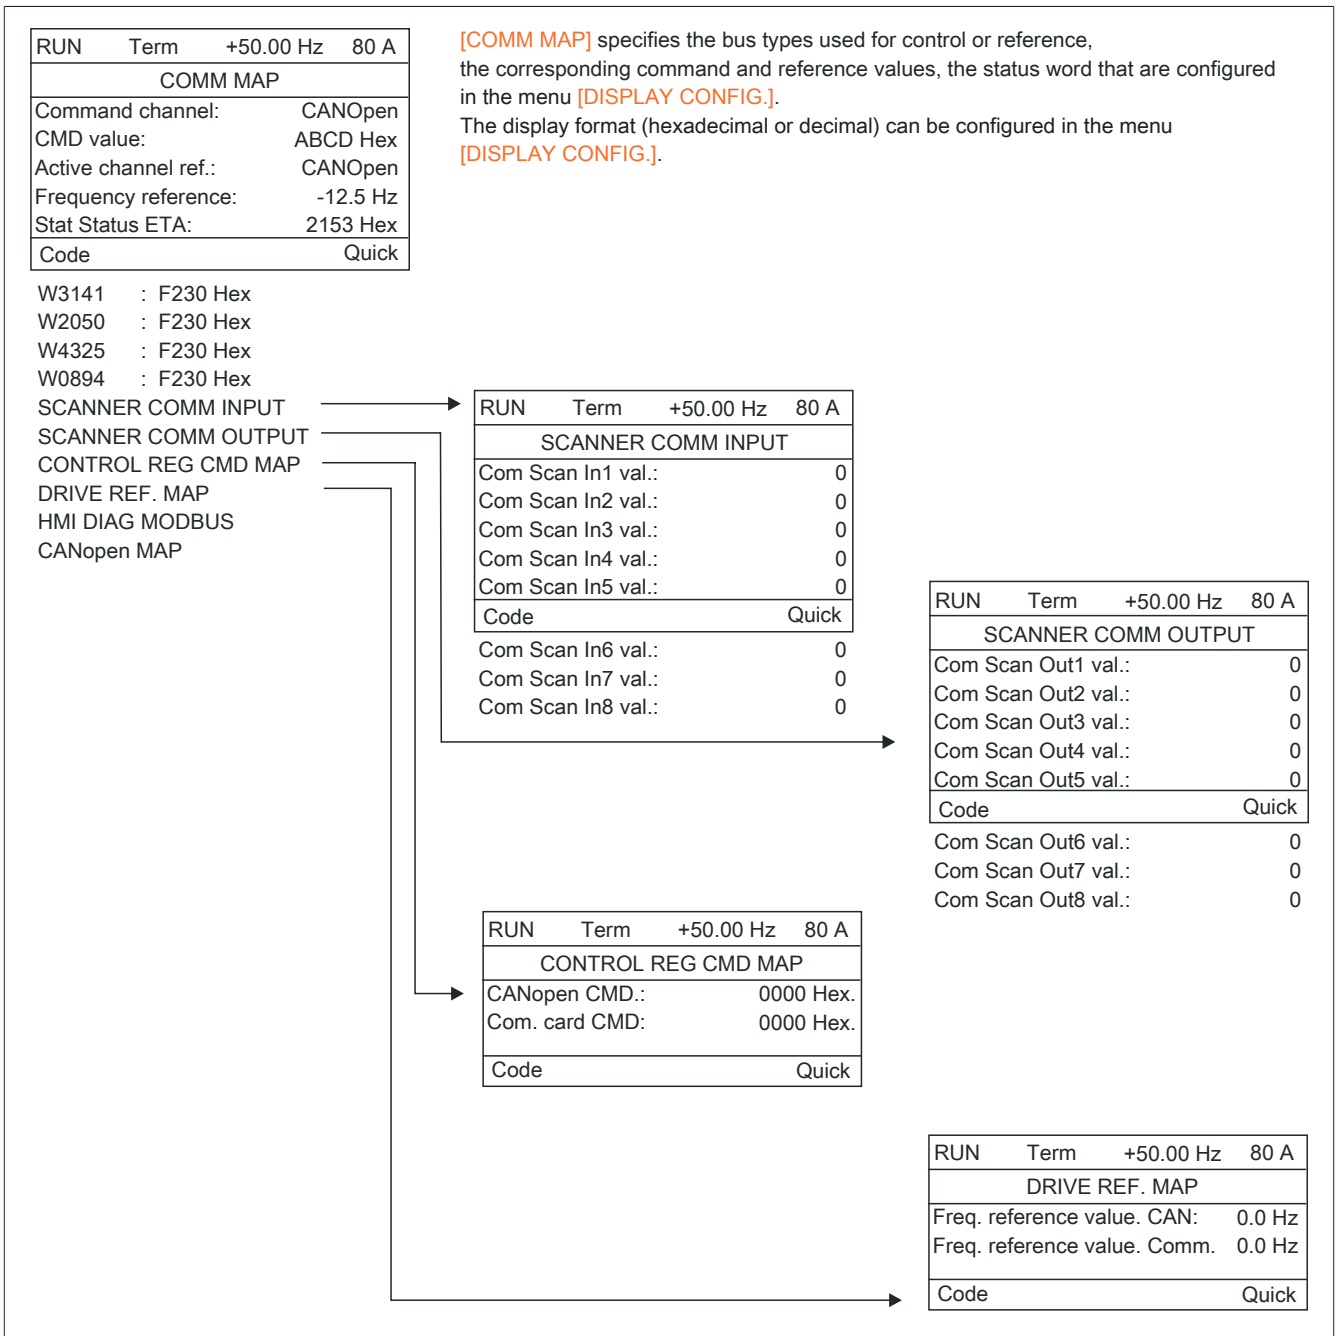 RUN Term +50.00 Hz 80 A
COMM MAP
Command channel: CANOpen
CMD value: ABCD Hex
Active channel ref.: CANOpen
Frequency reference: -12.5 Hz
Stat Status ETA: 2153 Hex
Code Quick
W3141 : F230 Hex
W2050 : F230 Hex
W4325 : F230 Hex
W0894 : F230 Hex
SCANNER COMM INPUT
SCANNER COMM OUTPUT
CONTROL REG CMD MAP
DRIVE REF. MAP
HMI DIAG MODBUS
CANopen MAP
[COMM MAP] specifies the bus types used for control or reference,
the corresponding command and reference values, the status word that are configured
in the menu [DISPLAY CONFIG.].
The display format (hexadecimal or decimal) can be configured in the menu
[DISPLAY CONFIG.].
RUN Term +50.00 Hz 80 A
SCANNER COMM INPUT
Com Scan In1 val.: 0
Com Scan In2 val.: 0
Com Scan In3 val.: 0
Com Scan In4 val.: 0
Com Scan In5 val.: 0
Code Quick
Com Scan In6 val.: 0
Com Scan In7 val.: 0
Com Scan In8 val.: 0
RUN Term +50.00 Hz 80 A
SCANNER COMM OUTPUT
Com Scan Out1 val.: 0
Com Scan Out2 val.: 0
Com Scan Out3 val.: 0
Com Scan Out4 val.: 0
Com Scan Out5 val.: 0
Code Quick
Com Scan Out6 val.: 0
Com Scan Out7 val.: 0
Com Scan Out8 val.: 0
RUN Term +50.00 Hz 80 A
CONTROL REG CMD MAP
CANopen CMD.: 0000 Hex.
Com. card CMD: 0000 Hex.
Code Quick
RUN Term +50.00 Hz 80 A
DRIVE REF. MAP
Freq. reference value. CAN: 0.0 Hz
Freq. reference value. Comm. 0.0 Hz
Code Quick